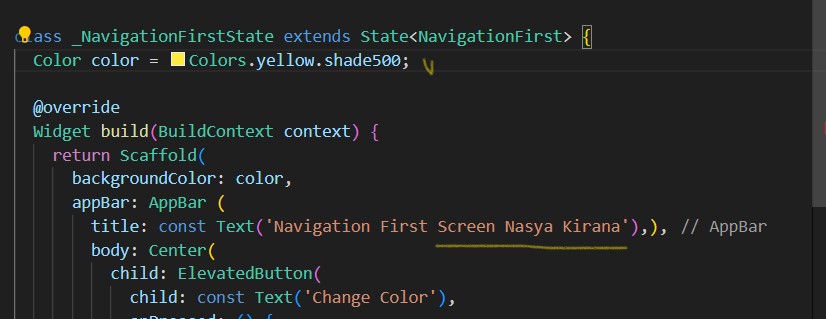 class _NavigationFirstState extends State<NavigationFirst> {
Color color = Colors.yellow.shade500;
@override
Widget build(BuildContext context) {
return Scaffold(
backgroundColor: color,
appBar: AppBar (
title: const Text('Navigation First Screen Nasya Kirana'),), // AppBar
body: Center(
child: ElevatedButton(
child: const Text('Change Color'),
onPressed: () {